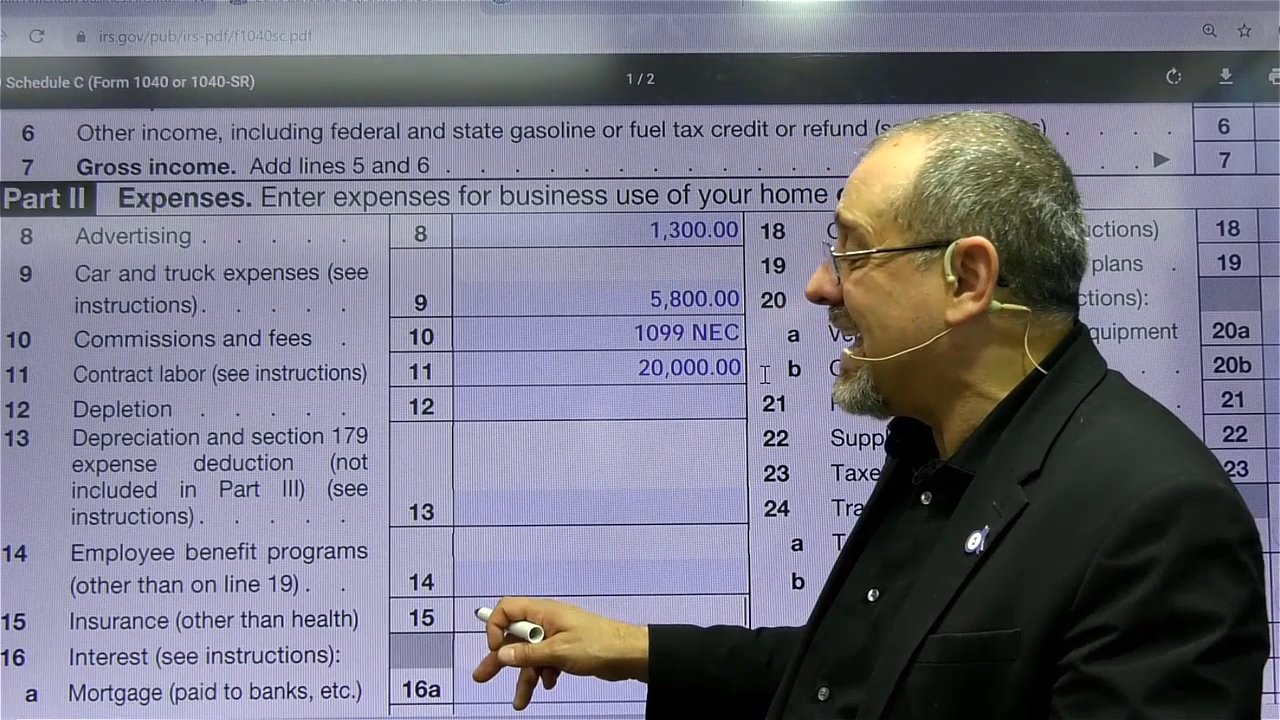 irs.gov/pub/irs-pdf/f1040sc.pdf
Schedule C (Form 1040 or 1040-SR)
1 / 2
6 Other income, including federal and state gasoline or fuel tax credit or refund 6
7 Gross income. Add lines 5 and 6 7
Part II Expenses. Enter expenses for business use of your home
8 Advertising 8 1,300.00
9 Car and truck expenses (see
instructions) 9 5,800.00
10 Commissions and fees 10 1099 NEC
11 Contract labor (see instructions) 11 20,000.00
12 Depletion 12
13 Depreciation and section 179
expense deduction (not
included in Part III) (see
instructions) 13
14 Employee benefit programs
(other than on line 19) 14
15 Insurance (other than health) 15
16 Interest (see instructions):
a Mortgage (paid to banks, etc.) 16a
18 18
19 plans 19
20
a equipment 20a
b 20b
21 21
22 22
23 23
24
a
b